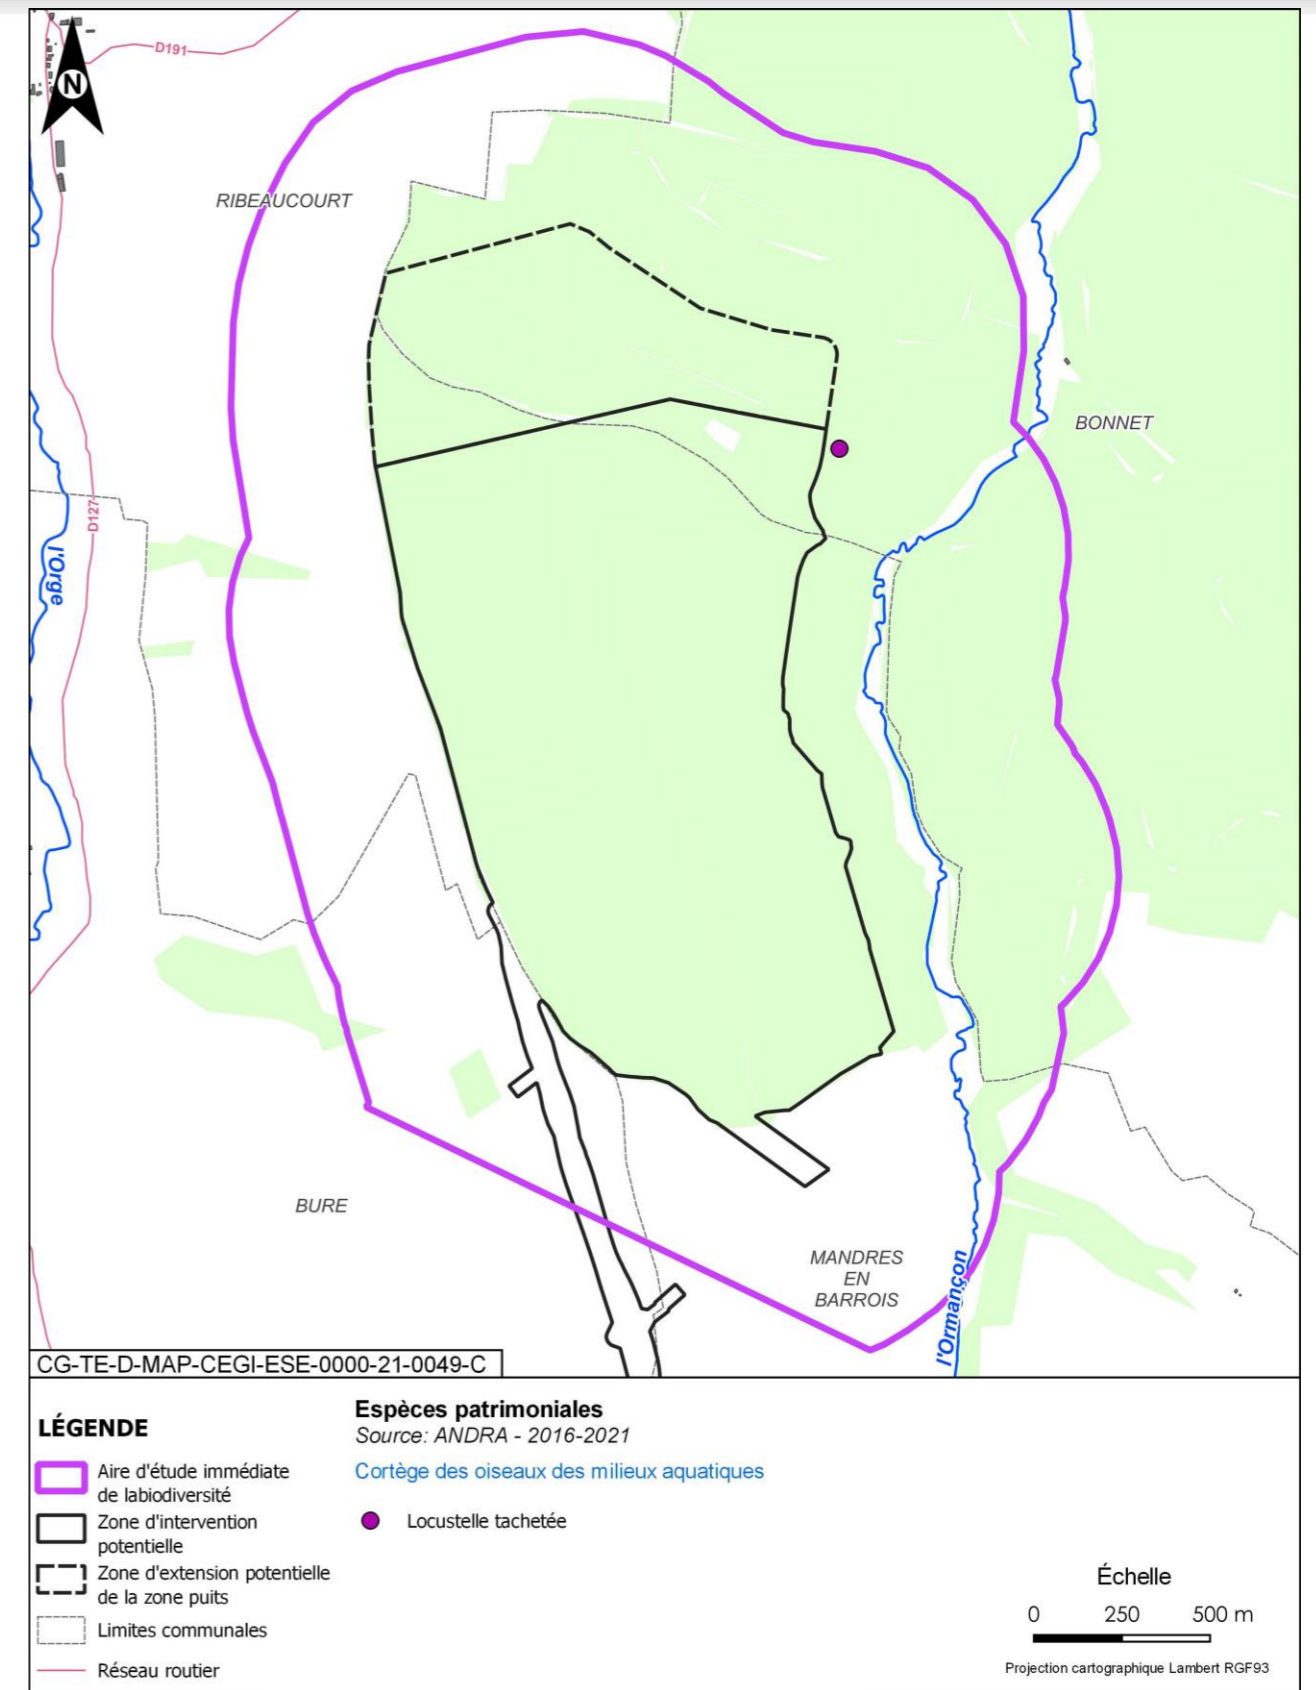 D191
N
RIBEAUCOURT
BONNET
D127
l'Orge
BURE
MANDRES
EN
BARROIS
l'Ormançon
CG-TE-D-MAP-CEGI-ESE-0000-21-0049-C
LÉGENDE
Aire d'étude immédiate
de labiodiversité
Zone d'intervention
potentielle
Zone d'extension potentielle
de la zone puits
Limites communales
Réseau routier
Espèces patrimoniales
Source: ANDRA - 2016-2021
Cortège des oiseaux des milieux aquatiques
Locustelle tachetée
Échelle
0 250 500 m
Projection cartographique Lambert RGF93